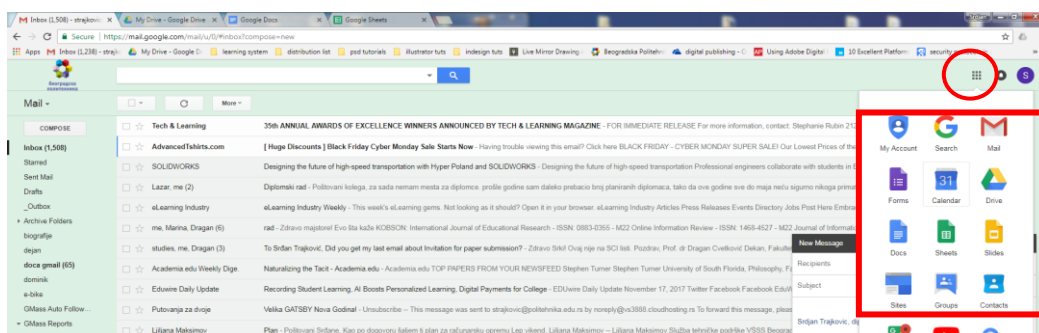 Inbox (1,508) - strajkovic
My Drive - Google Drive
Google Docs
Google Sheets
Secure
https://mail.google.com/mail/u/0/#inbox?compose=new
Apps
Inbox (1,238) - strajk
My Drive - Google D
learning system
distribution list
psd tutorials
illustrator tuts
indesign tuts
Live Mirror Drawing -
Beogradska Politehn
digital publishing - G
Using Adobe Digital
10 Excellent Platform
Mail
More
COMPOSE
Inbox (1,508)
Starred
Sent Mail
Drafts
_Outbox
Archive Folders
biografije
dejan
doca gmail (65)
dominik
e-bike
GMass Auto Follow...
GMass Reports
Tech & Learning
35th ANNUAL AWARDS OF EXCELLENCE WINNERS ANNOUNCED BY TECH & LEARNING MAGAZINE - FOR IMMEDIATE RELEASE For more information, contact: Stephanie Rubin 212
AdvancedTshirts.com
[ Huge Discounts ] Black Friday Cyber Monday Sale Starts Now - Having trouble viewing this email? Click here BLACK FRIDAY - CYBER MONDAY SUPER SALE! Our Lowest Prices of the
SOLIDWORKS
Designing the future of high-speed transportation with Hyper Poland and SOLIDWORKS - Designing the future of high-speed transportation Professional engineers collaborate with students in E
Lazar, me (2)
Diplomski rad - Poštovani kolega, za sada nemam mesta za diplomce. prošle godine sam daleko prebacio broj planiranih diplomaca, tako da ove godine sve do maja neću sigurno nikoga prima
eLearning Industry
eLearning Industry Weekly - This week's eLearning gems. Not looking as it should? Open it in your browser. eLearning Industry Articles Press Releases Events Directory Jobs Post Here Embra
me, Marina, Dragan (6)
rad - Zdravo majstore! Evo šta kaže KOBSON: International Journal of Educational Research - ISSN: 0883-0355 - M22 Online Information Review - ISSN: 1468-4527 - M22 Journal of Informatio
studies, me, Dragan (3)
To Srđan Trajković, Did you get my last email about Invitation for paper submission? - Zdravo Srki! Ovaj nije na SCI listi. Pozdrav, Prof. dr Dragan Cvetković Dekan, Fakult
Academia.edu Weekly Dige.
Naturalizing the Tacit - Academia.edu - Academia.edu TOP PAPERS FROM YOUR NEWSFEED Stephen Turner Stephen Turner University of South Florida, Philosophy, F
Eduwire Daily Update
Recording Student Learning, AI Boosts Personalized Learning, Digital Payments for College - EDUwire Daily Update November 17, 2017 Twitter Facebook Facebook EduW
Putovanja za dvoje
Velika GATSBY Nova Godina! - Unsubscribe -- This message was sent to strajkovic@politehnika.edu.rs by noreply@vs3888.cloudhosting.rs To forward this message, pleas
Liliana Maksimov
Plan - Poštovani Srđane, Kao po dogovoru šaljem ti plan za računarsku opremu Lep vikend, Liliana Maksimov -- Liliana Maksimov Služba tehničke podrške VŠSS Beograd
New Message
Recipients
Subject
Srdjan Trajkovic, di
My Account
Search
Mail
Forms
31
Calendar
Drive
Docs
Sheets
Slides
Sites
Groups
Contacts
S